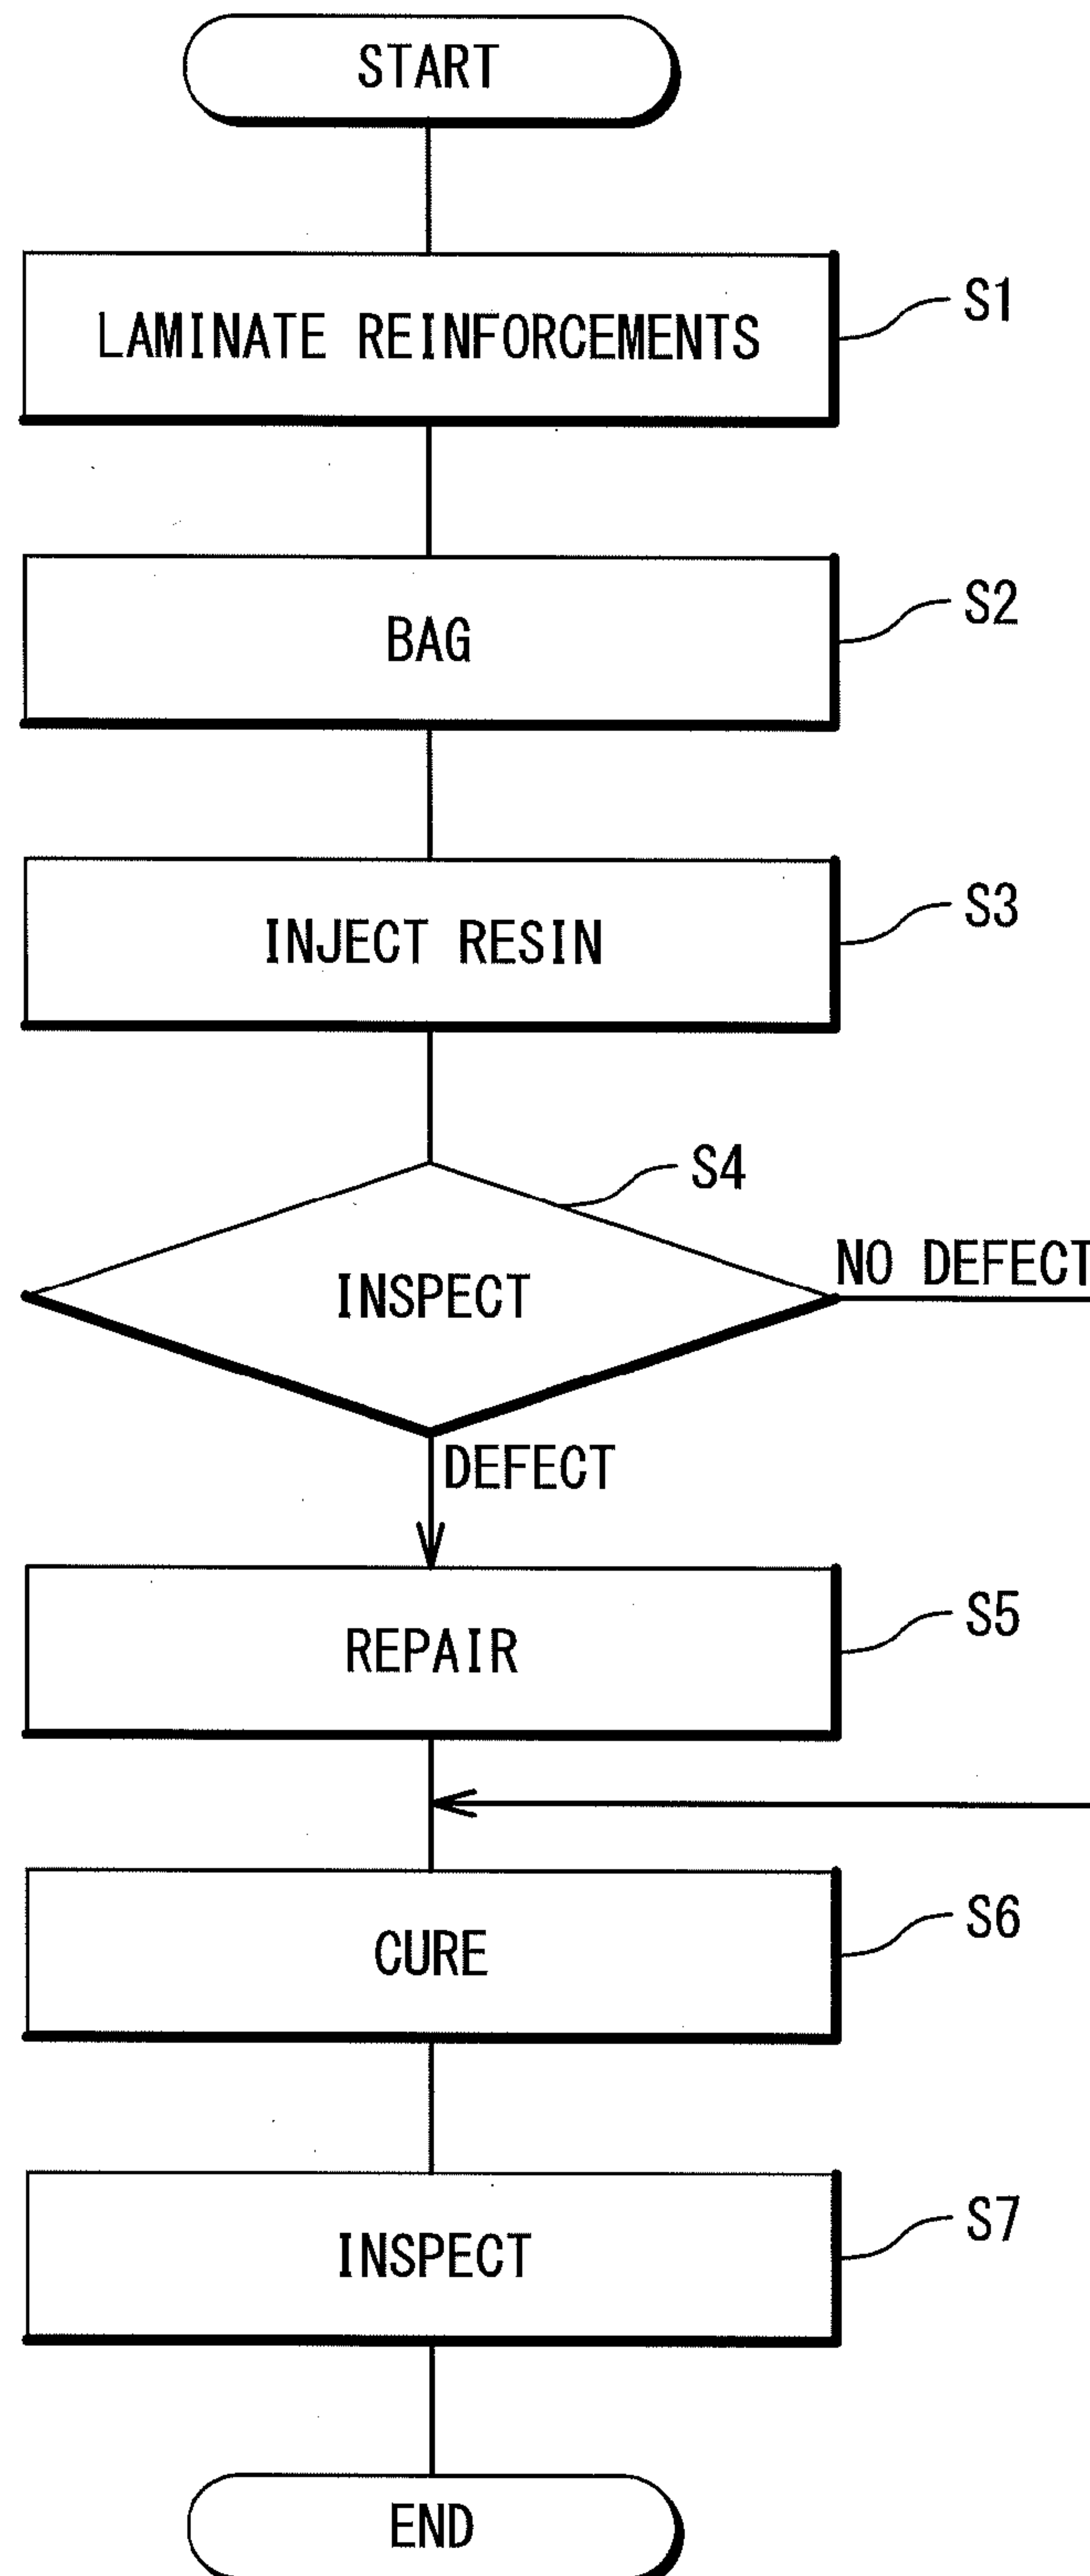 START
LAMINATE REINFORCEMENTS
S1
BAG
S2
INJECT RESIN
S3
S4
INSPECT
NO DEFECT
DEFECT
REPAIR
S5
CURE
S6
INSPECT
S7
END